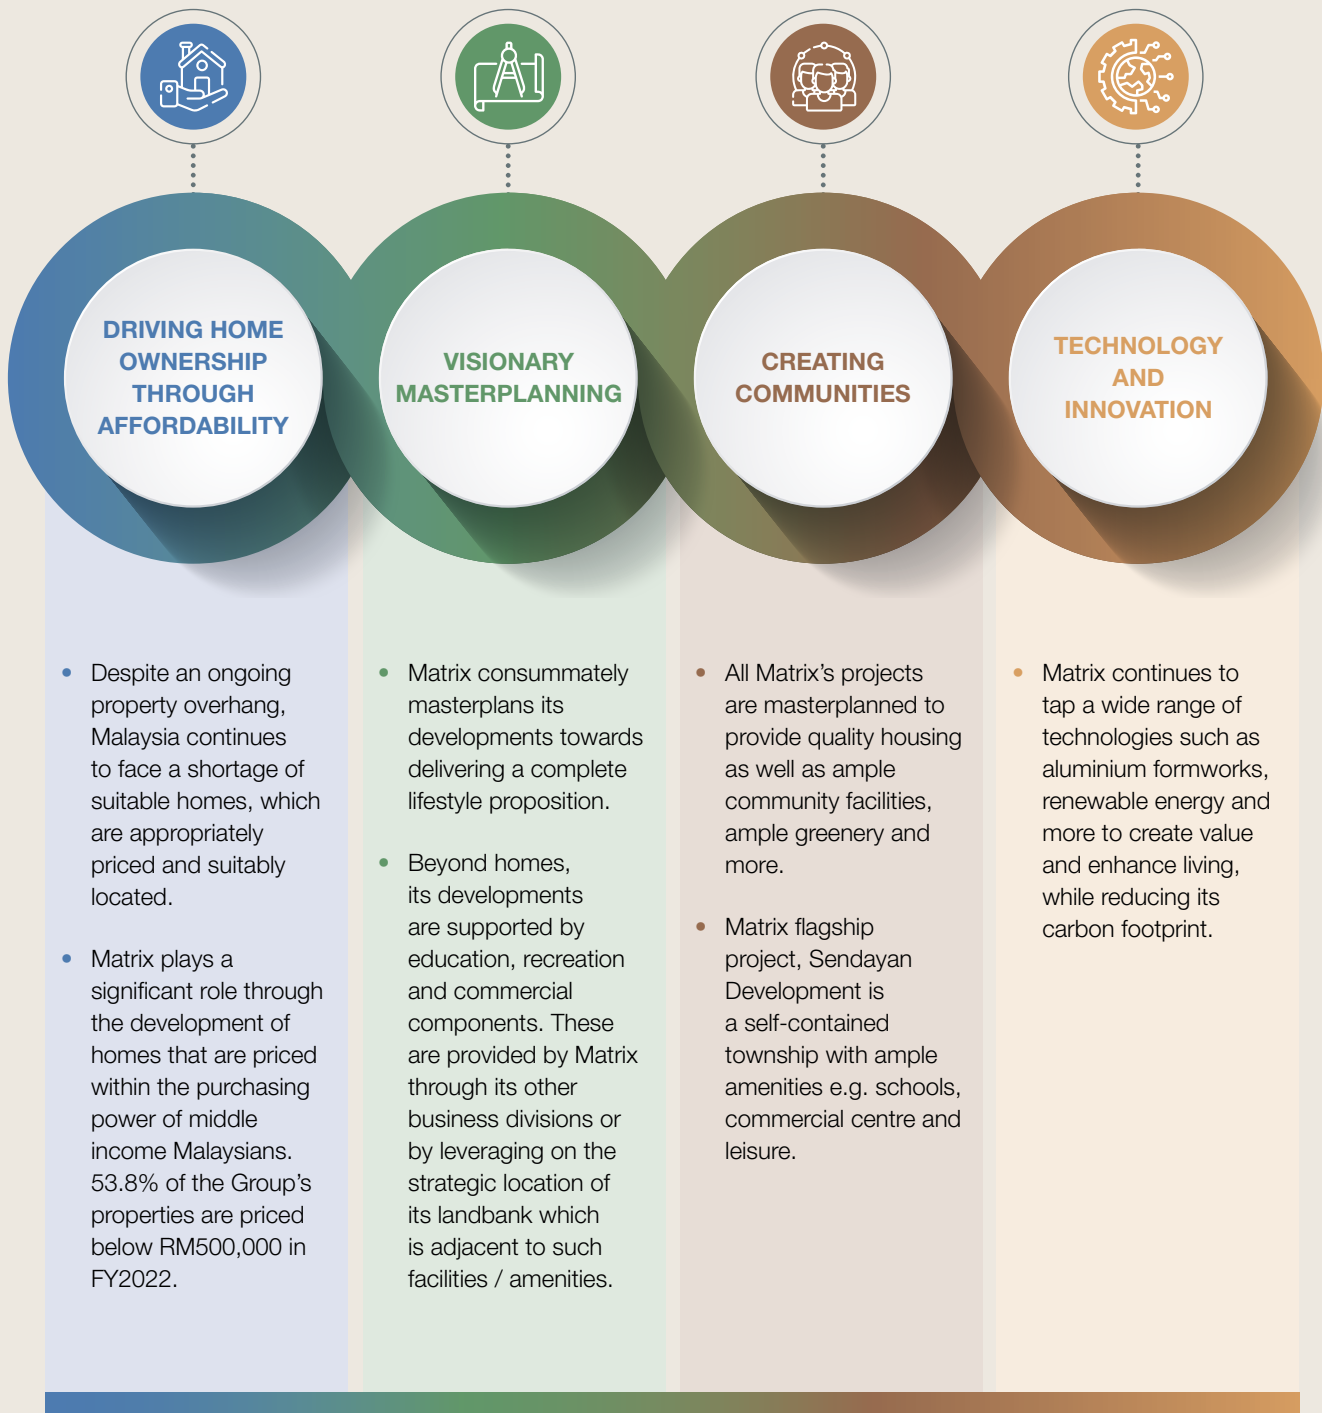 DRIVING HOME
OWNERSHIP
THROUGH
AFFORDABILITY
• Despite an ongoing
property overhang,
Malaysia continues
to face a shortage of
suitable homes, which
are appropriately
priced and suitably
located.
• Matrix plays a
significant role through
the development of
homes that are priced
within the purchasing
power of middle
income Malaysians.
53.8% of the Group’s
properties are priced
below RM500,000 in
FY2022.
VISIONARY
MASTERPLANNING
• Matrix consummately
masterplans its
developments towards
delivering a complete
lifestyle proposition.
• Beyond homes,
its developments
are supported by
education, recreation
and commercial
components. These
are provided by Matrix
through its other
business divisions or
by leveraging on the
strategic location of
its landbank which
is adjacent to such
facilities / amenities.
CREATING
COMMUNITIES
• All Matrix’s projects
are masterplanned to
provide quality housing
as well as ample
community facilities,
ample greenery and
more.
• Matrix flagship
project, Sendayan
Development is
a self-contained
township with ample
amenities e.g. schools,
commercial centre and
leisure.
TECHNOLOGY
AND
INNOVATION
• Matrix continues to
tap a wide range of
technologies such as
aluminium formworks,
renewable energy and
more to create value
and enhance living,
while reducing its
carbon footprint.